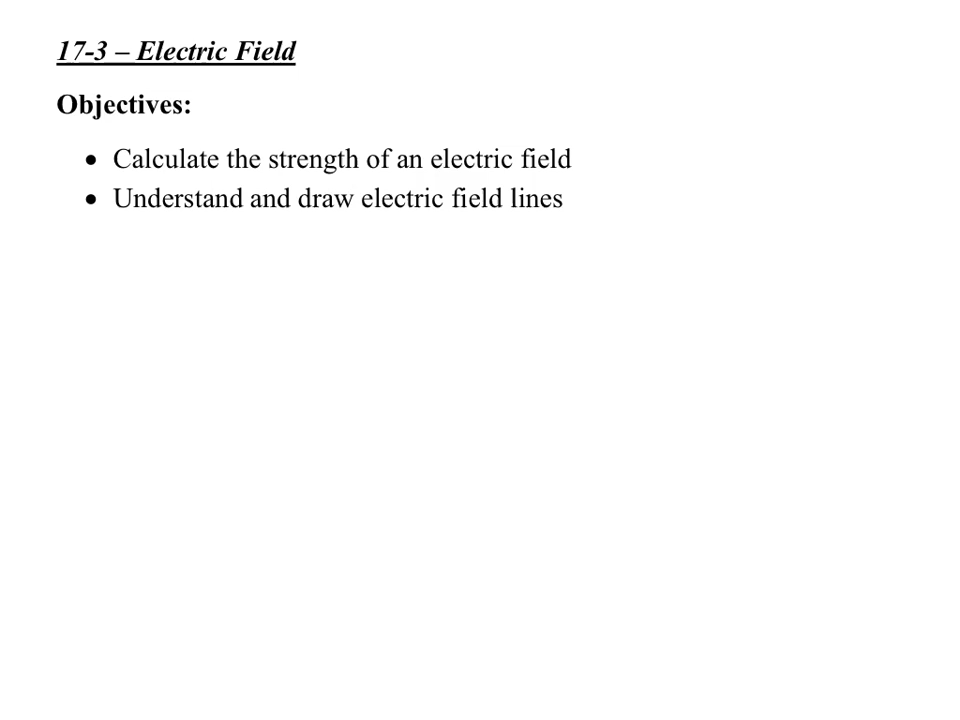 17-3 – Electric Field
Objectives:
• Calculate the strength of an electric field
• Understand and draw electric field lines